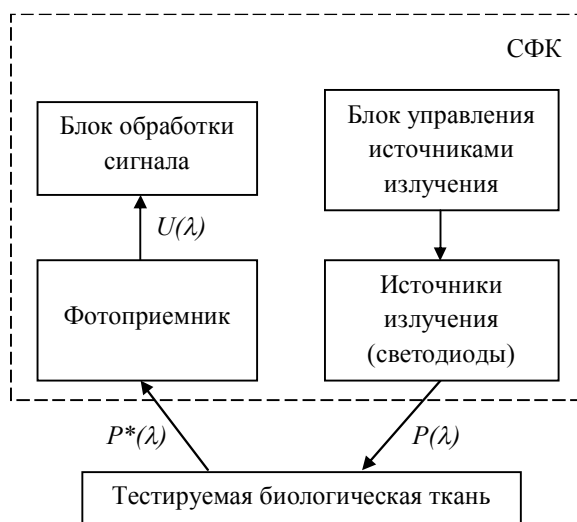 СФК
Блок обработки
сигнала
Блок управления
источниками
излучения
U(λ)
Фотоприемник
Источники
излучения
(светодиоды)
P*(λ)
P(λ)
Тестируемая биологическая ткань